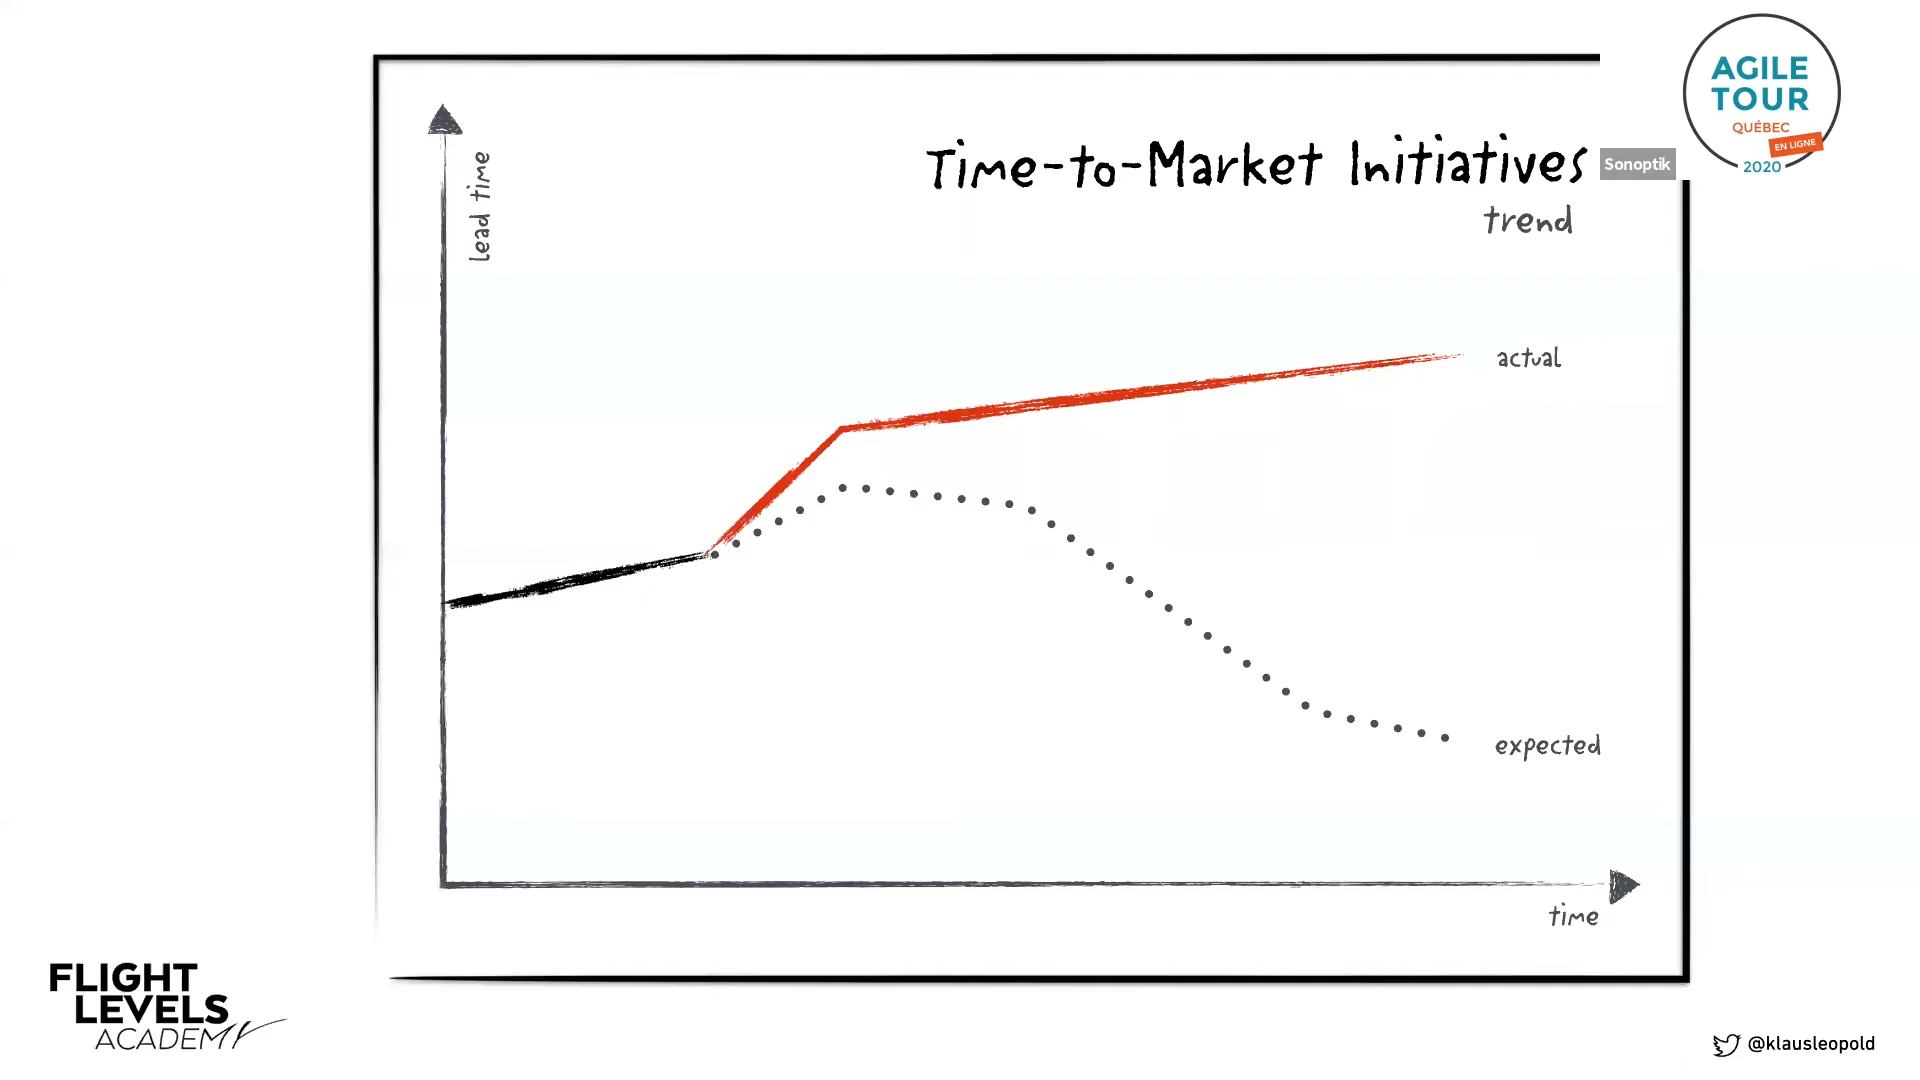 AGILE
TOUR
QUÉBEC
EN LIGNE
2020
Time-to-Market Initiatives
Sonoptik
trend
lead time
actual
expected
time
FLIGHT
LEVELS
ACADEMY
@klausleopold